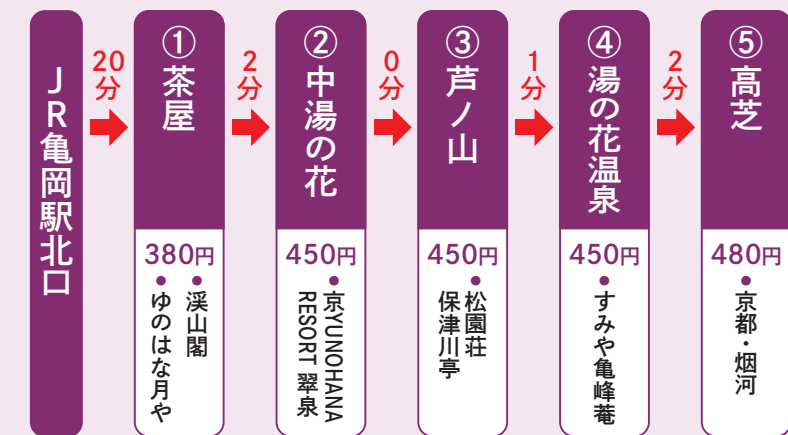 JR亀岡駅北口
20分
①茶屋
380円
●渓山閣
●ゆのはな月や
2分
②中湯の花
450円
●京YUNOHANA
RESORT 翠泉
0分
③芦ノ山
450円
●松園荘
保津川亭
1分
④湯の花温泉
450円
●すみや亀峰菴
2分
⑤高芝
480円
●京都・烟河